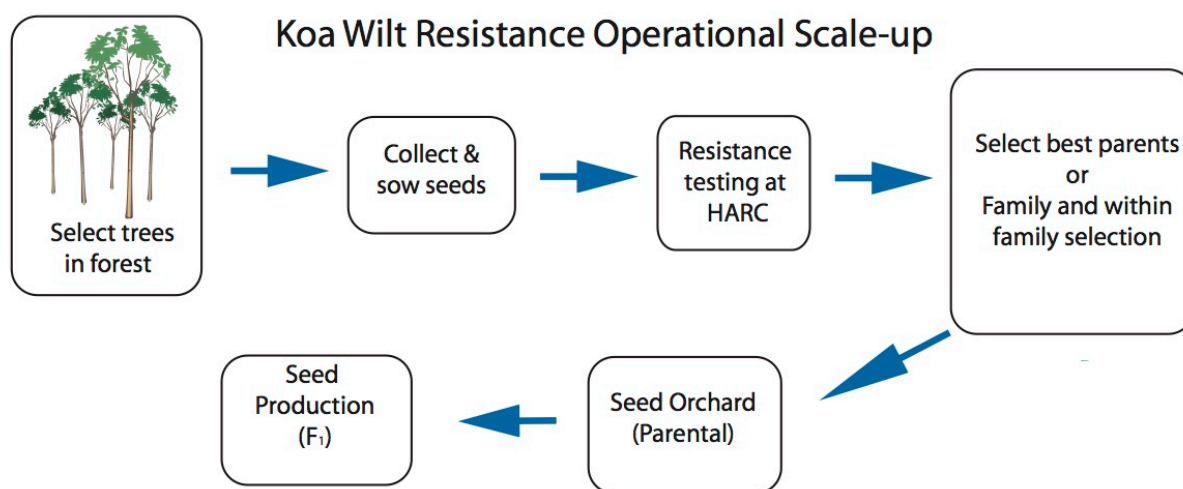 Koa Wilt Resistance Operational Scale-up
Select trees
in forest
Collect &
sow seeds
Resistance
testing at
HARC
Select best parents
or
Family and within
family selection
Seed Orchard
(Parental)
Seed
Production
(F₁)